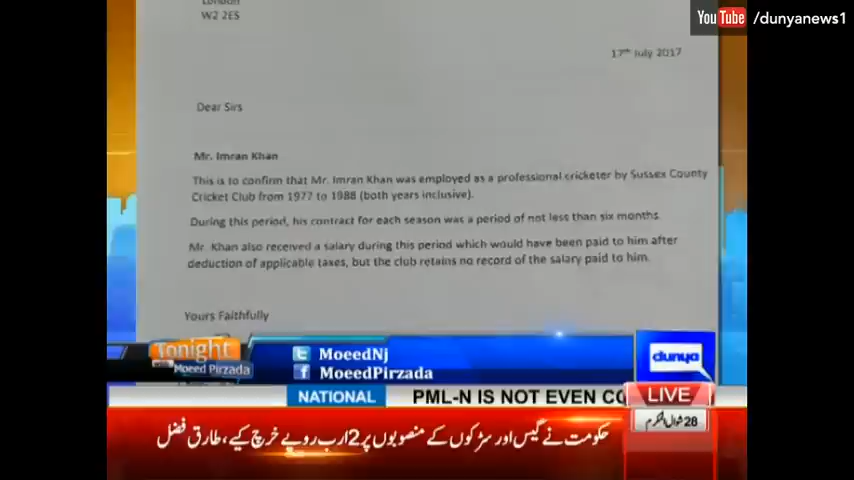 London
W2 2ES
YouTube /dunyanews1
17th July 2017
Dear Sirs
Mr. Imran Khan
This is to confirm that Mr. Imran Khan was employed as a professional cricketer by Sussex County
Cricket Club from 1977 to 1988 (both years inclusive).
During this period, his contract for each season was a period of not less than six months.
Mr. Khan also received a salary during this period which would have been paid to him after
deduction of applicable taxes, but the club retains no record of the salary paid to him.
Yours Faithfully
Tonight
with Moeed Pirzada
MoeedNj
MoeedPirzada
dunya
NATIONAL
PML-N IS NOT EVEN CO
LIVE
28 شوال المکرم
حکومت نے گیس اور سڑکوں کے منصوبوں پر 2 ارب روپے خرچ کیے، طارق فضل